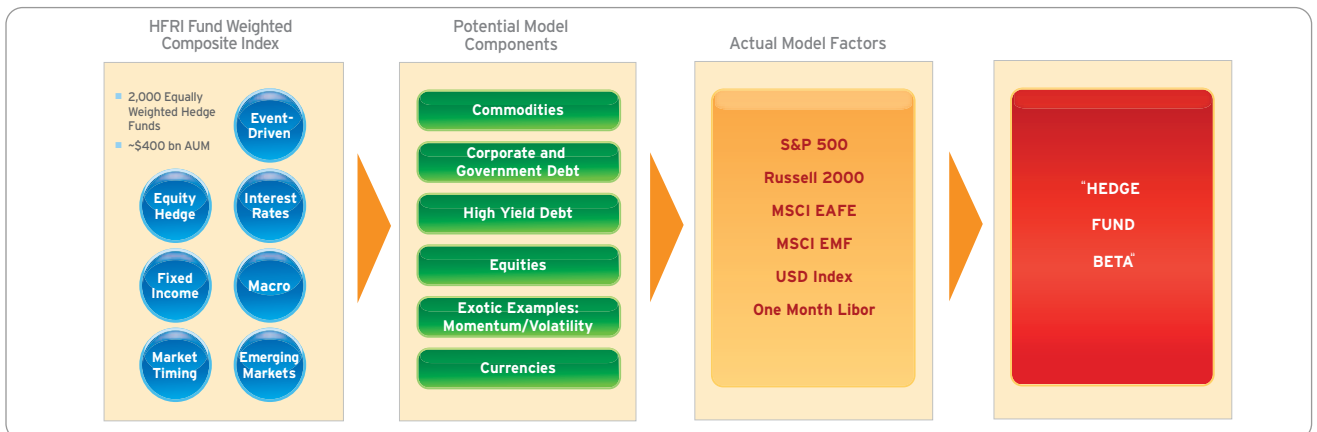 HFRI Fund Weighted
Composite Index
2,000 Equally
Weighted Hedge
Funds
~$400 bn AUM
Event-
Driven
Equity
Hedge
Interest
Rates
Fixed
Income
Macro
Market
Timing
Emerging
Markets
Potential Model
Components
Commodities
Corporate and
Government Debt
High Yield Debt
Equities
Exotic Examples:
Momentum/Volatility
Currencies
Actual Model Factors
S&P 500
Russell 2000
MSCI EAFE
MSCI EMF
USD Index
One Month Libor
“HEDGE
FUND
BETA“